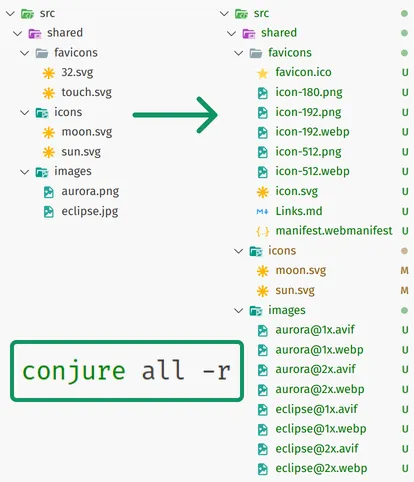 src
shared
favicons
32.svg
touch.svg
icons
moon.svg
sun.svg
images
aurora.png
eclipse.jpg
conjure all -r
src
shared
favicons
favicon.ico U
icon-180.png U
icon-192.png U
icon-192.webp U
icon-512.png U
icon-512.webp U
icon.svg U
Links.md U
manifest.webmanifest U
icons
moon.svg M
sun.svg M
images
aurora@1x.avif U
aurora@1x.webp U
aurora@2x.avif U
aurora@2x.webp U
eclipse@1x.avif U
eclipse@1x.webp U
eclipse@2x.avif U
eclipse@2x.webp U